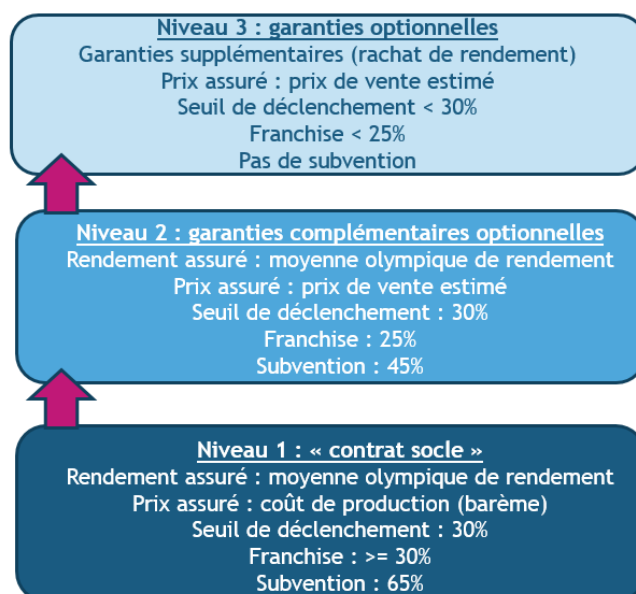 Niveau 3 : garanties optionnelles
Garanties supplémentaires (rachat de rendement)
Prix assuré : prix de vente estimé
Seuil de déclenchement < 30%
Franchise < 25%
Pas de subvention
Niveau 2 : garanties complémentaires optionnelles
Rendement assuré : moyenne olympique de rendement
Prix assuré : prix de vente estimé
Seuil de déclenchement : 30%
Franchise : 25%
Subvention : 45%
Niveau 1 : « contrat socle »
Rendement assuré : moyenne olympique de rendement
Prix assuré : coût de production (barème)
Seuil de déclenchement : 30%
Franchise : >= 30%
Subvention : 65%